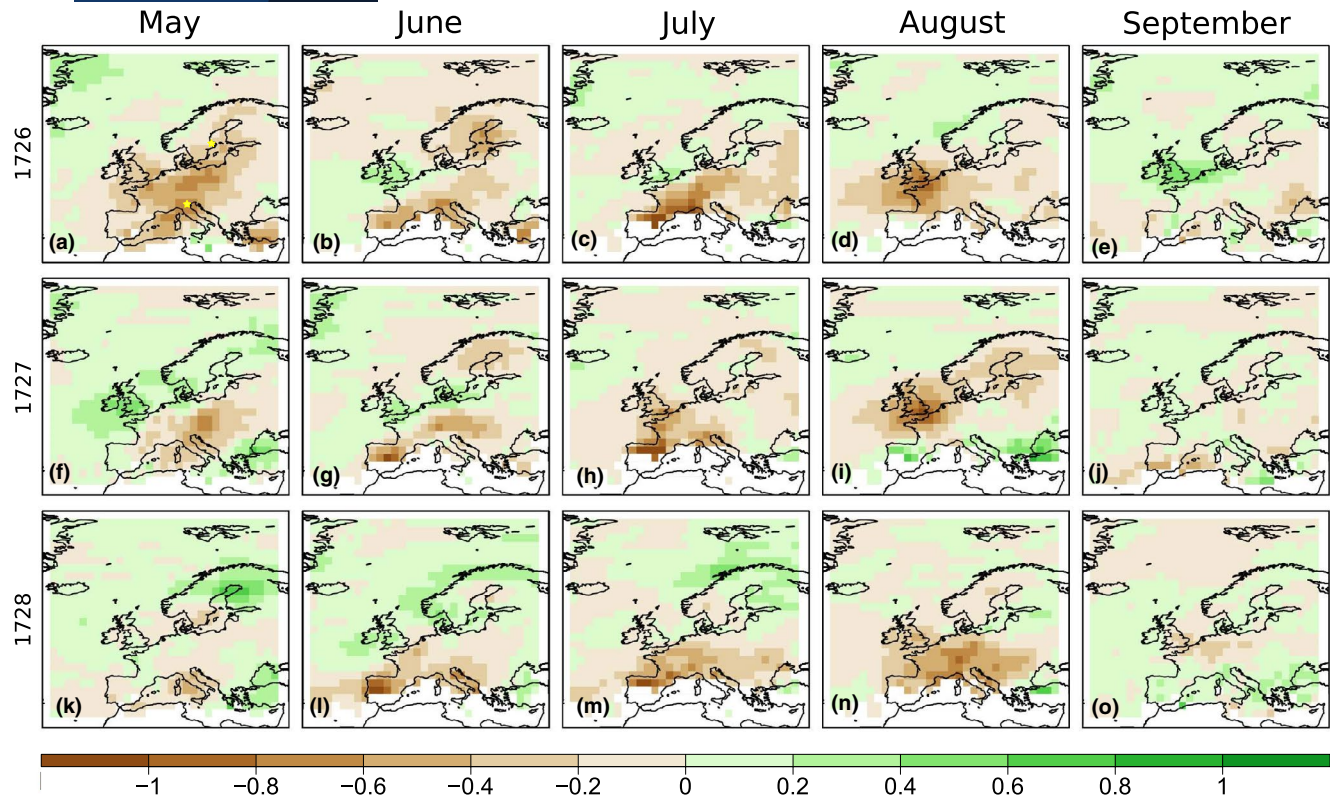 May June July August September
1726
(a) (b) (c) (d) (e)
1727
(f) (g) (h) (i) (j)
1728
(k) (l) (m) (n) (o)
−1 −0.8 −0.6 −0.4 −0.2 0 0.2 0.4 0.6 0.8 1